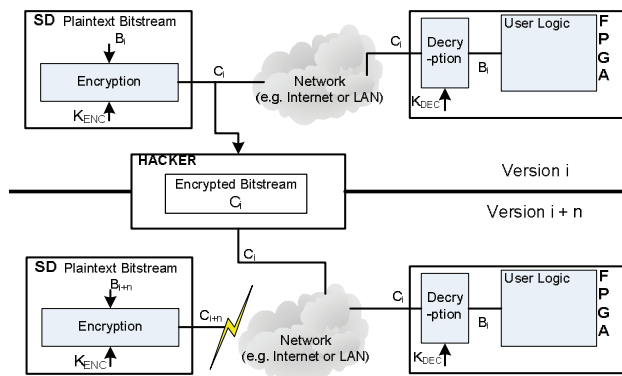 SD Plaintext Bitstream
Bi
Encryption
KENC
Ci
Network
(e.g. Internet or LAN)
Ci
Decry
-ption
KDEC
Bi
User Logic
F
P
G
A
HACKER
Encrypted Bitstream
Ci
Version i
Version i + n
Ci
SD Plaintext Bitstream
Bi+n
Encryption
KENC
Ci+n
Network
(e.g. Internet or LAN)
Ci
Decry
-ption
KDEC
Bi
User Logic
F
P
G
A